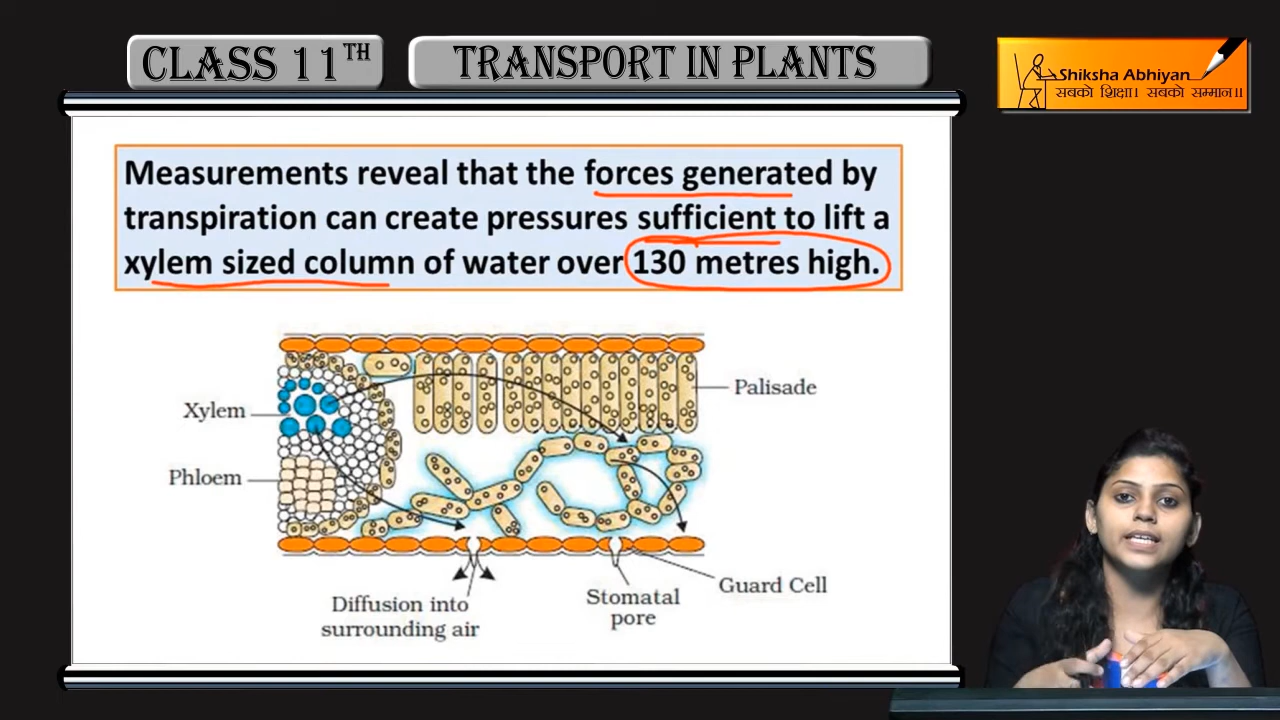 CLASS 11TH
TRANSPORT IN PLANTS
Shiksha Abhiyan
सबको शिक्षा। सबको सम्मान॥
Measurements reveal that the forces generated by
transpiration can create pressures sufficient to lift a
xylem sized column of water over 130 metres high.
Xylem
Palisade
Phloem
Guard Cell
Diffusion into
surrounding air
Stomatal
pore